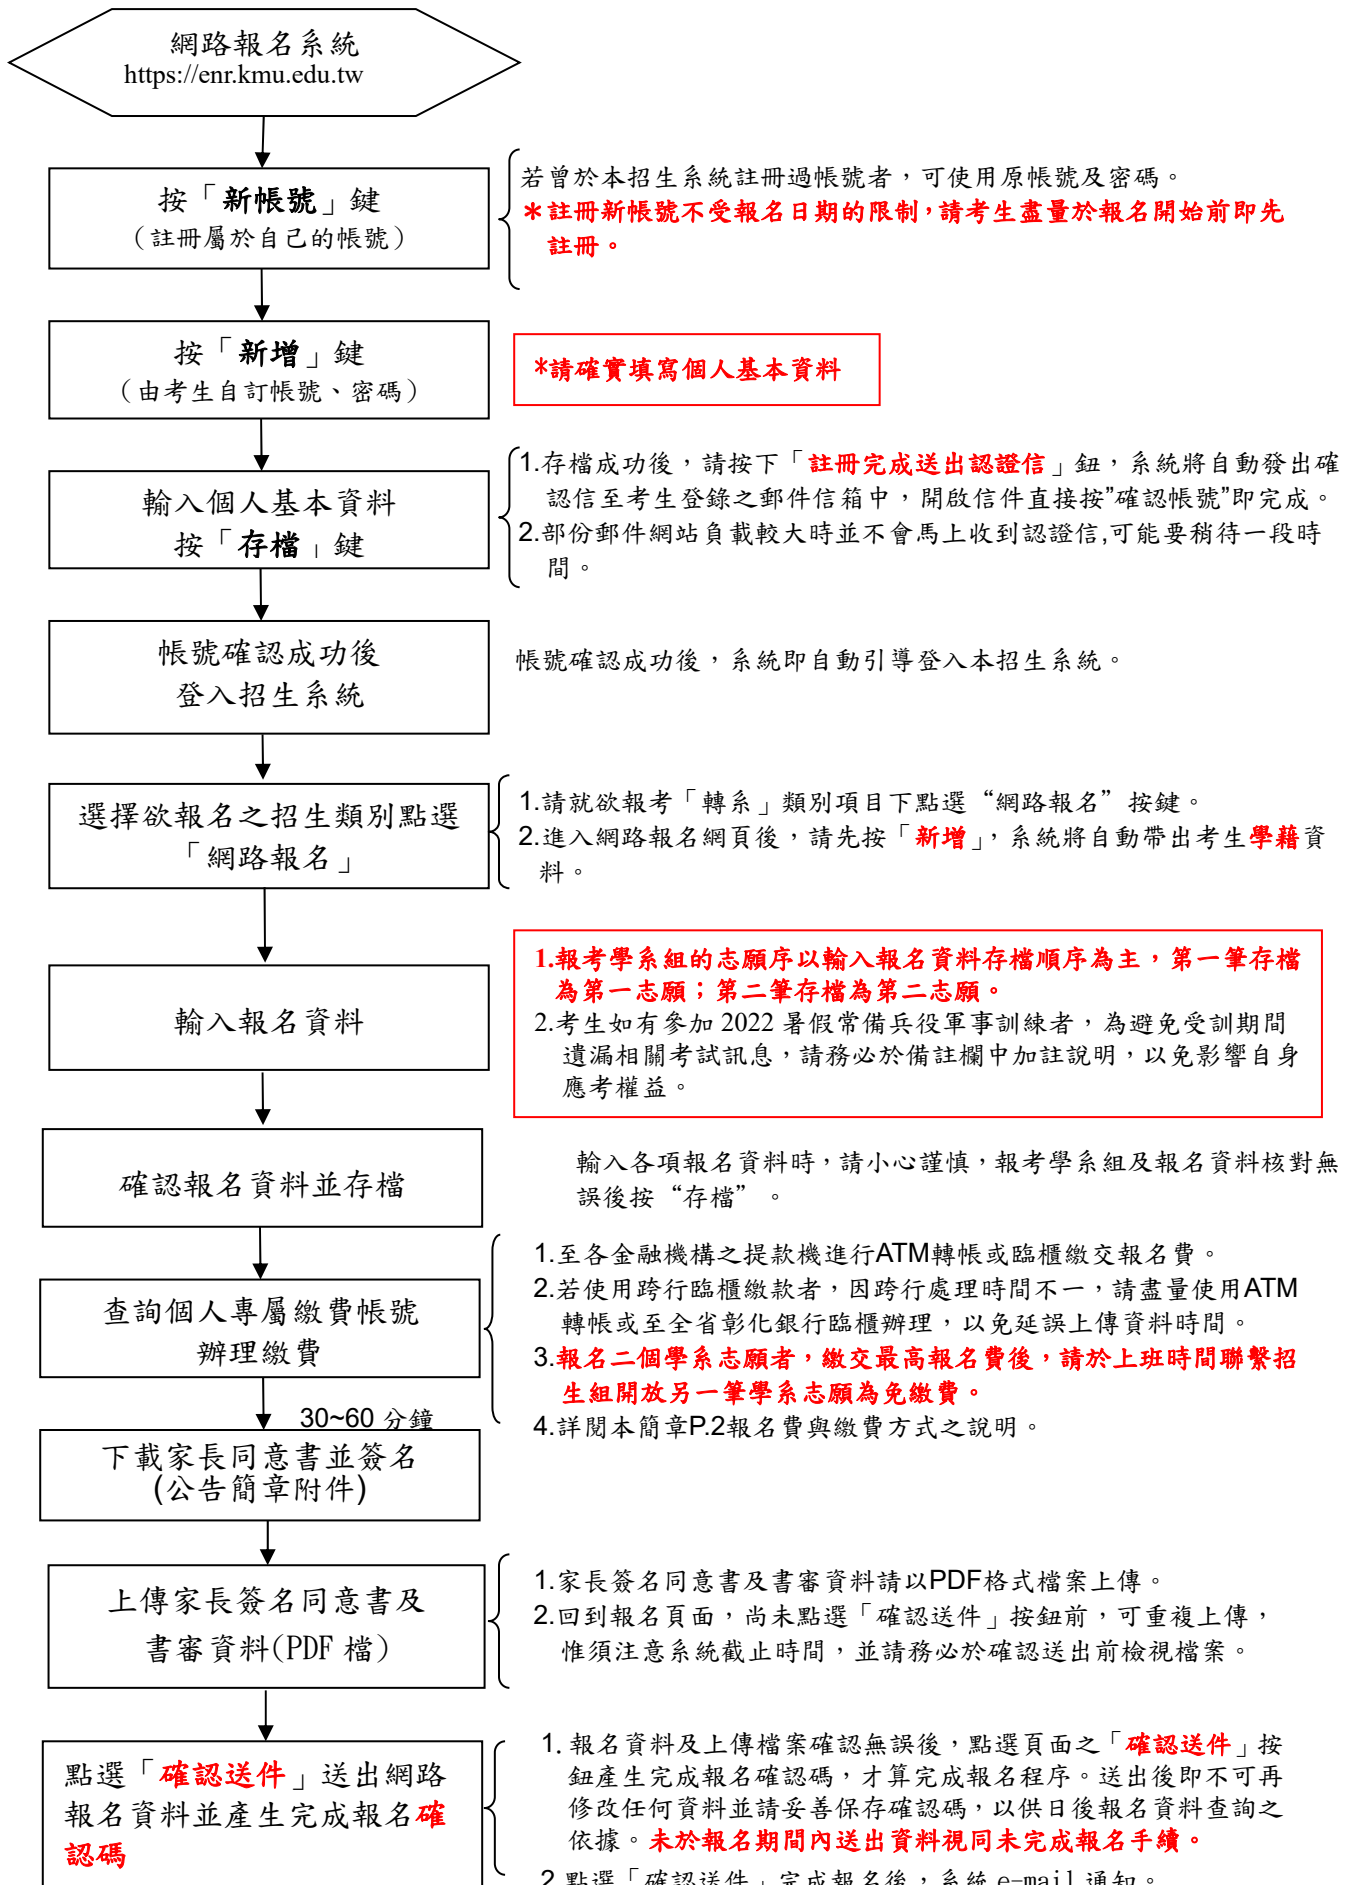 網路報名系統
https://enr.kmu.edu.tw
按「新帳號」鍵
（註冊屬於自己的帳號）
若曾於本招生系統註冊過帳號者，可使用原帳號及密碼。
＊註冊新帳號不受報名日期的限制，請考生盡量於報名開始前即先
註冊。
按「新增」鍵
（由考生自訂帳號、密碼）
*請確實填寫個人基本資料
輸入個人基本資料
按「存檔」鍵
1.存檔成功後，請按下「註冊完成送出認證信」鈕，系統將自動發出確
認信至考生登錄之郵件信箱中，開啟信件直接按”確認帳號”即完成。
2.部份郵件網站負載較大時並不會馬上收到認證信,可能要稍待一段時
間。
帳號確認成功後
登入招生系統
帳號確認成功後，系統即自動引導登入本招生系統。
選擇欲報名之招生類別點選
「網路報名」
1.請就欲報考「轉系」類別項目下點選“網路報名”按鍵。
2.進入網路報名網頁後，請先按「新增」，系統將自動帶出考生學藉資
料。
輸入報名資料
1.報考學系組的志願序以輸入報名資料存檔順序為主，第一筆存檔
為第一志願；第二筆存檔為第二志願。
2.考生如有參加 2022 暑假常備兵役軍事訓練者，為避免受訓期間
遺漏相關考試訊息，請務必於備註欄中加註說明，以免影響自身
應考權益。
確認報名資料並存檔
輸入各項報名資料時，請小心謹慎，報考學系組及報名資料核對無
誤後按“存檔”。
查詢個人專屬繳費帳號
辦理繳費
1.至各金融機構之提款機進行ATM轉帳或臨櫃繳交報名費。
2.若使用跨行臨櫃繳款者，因跨行處理時間不一，請盡量使用ATM
轉帳或至全省彰化銀行臨櫃辦理，以免延誤上傳資料時間。
3.報名二個學系志願者，繳交最高報名費後，請於上班時間聯繫招
生組開放另一筆學系志願為免繳費。
4.詳閱本簡章P.2報名費與繳費方式之說明。
30~60 分鐘
下載家長同意書並簽名
(公告簡章附件)
上傳家長簽名同意書及
書審資料(PDF 檔)
1.家長簽名同意書及書審資料請以PDF格式檔案上傳。
2.回到報名頁面，尚未點選「確認送件」按鈕前，可重複上傳，
惟須注意系統截止時間，並請務必於確認送出前檢視檔案。
點選「確認送件」送出網路
報名資料並產生完成報名確
認碼
1. 報名資料及上傳檔案確認無誤後，點選頁面之「確認送件」按
鈕產生完成報名確認碼，才算完成報名程序。送出後即不可再
修改任何資料並請妥善保存確認碼，以供日後報名資料查詢之
依據。未於報名期間內送出資料視同未完成報名手續。
2.點選「確認送件」完成報名後，系統 e-mail 通知。